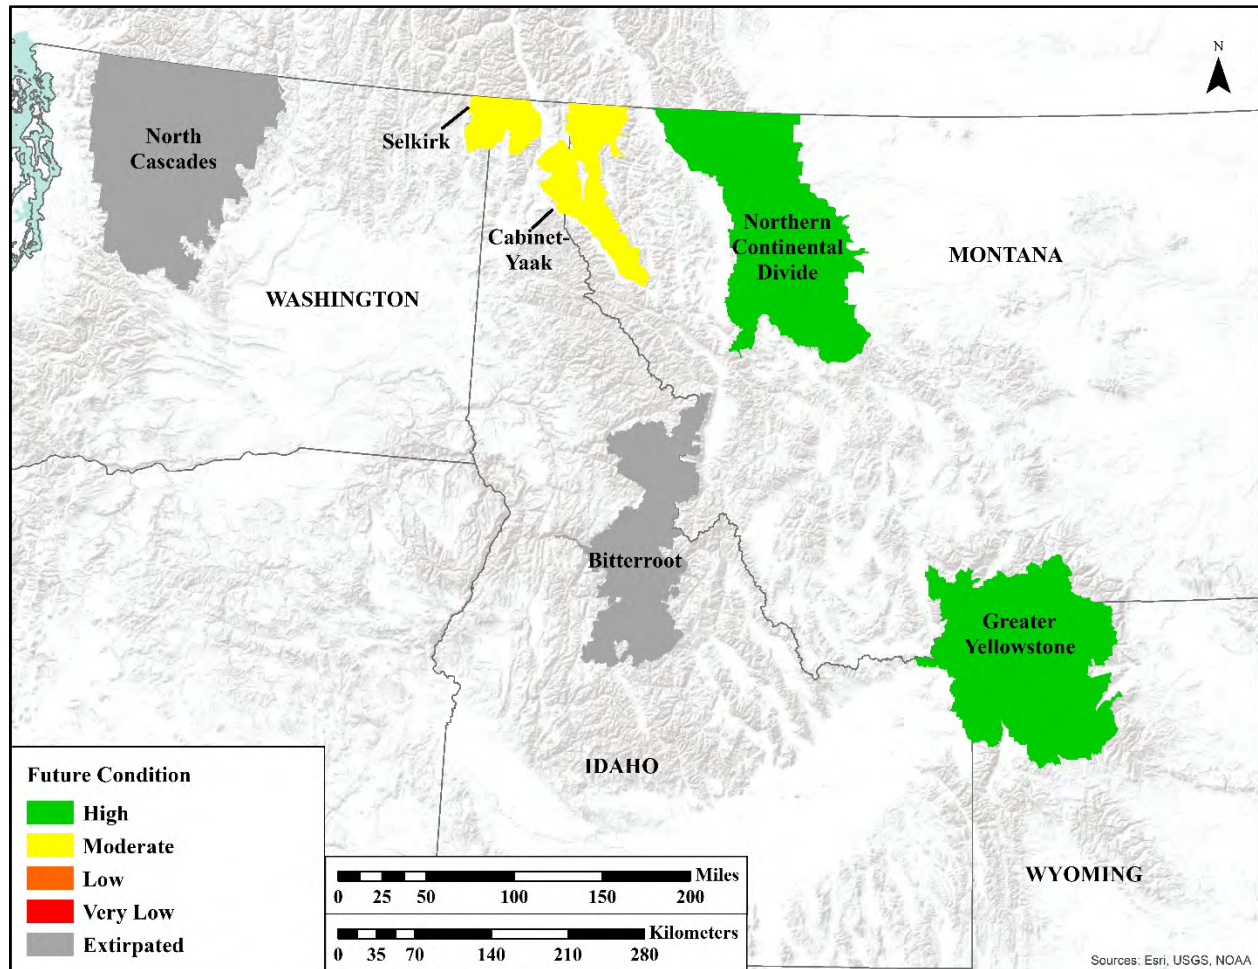 N
North
Cascades
Selkirk
Cabinet-
Yaak
Northern
Continental
Divide
MONTANA
WASHINGTON
Bitterroot
Greater
Yellowstone
IDAHO
WYOMING
Future Condition
High
Moderate
Low
Very Low
Extirpated
Miles
0 25 50 100 150 200
Kilometers
0 35 70 140 210 280
Sources: Esri, USGS, NOAA